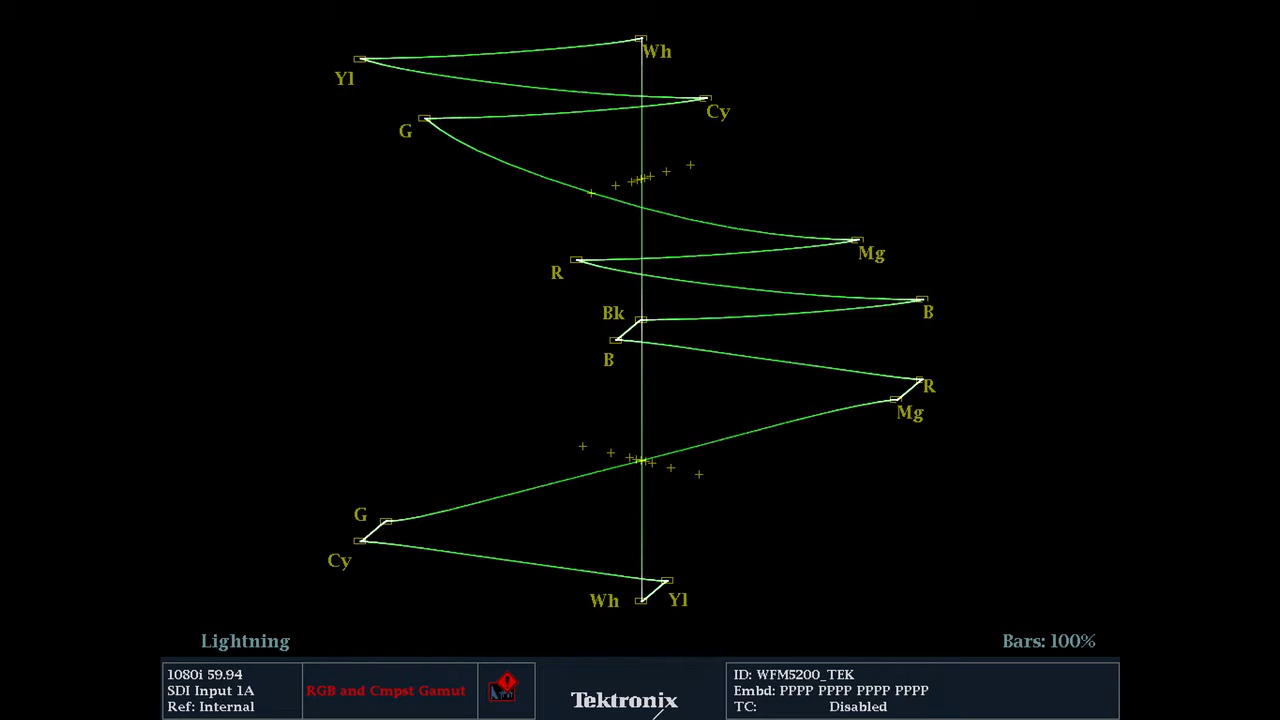 Wh
Yl
Cy
G
Mg
R
Bk
B
B
R
Mg
G
Cy
Wh
Yl
Lightning
Bars: 100%
1080i 59.94
SDI Input 1A
Ref: Internal
RGB and Cmpst Gamut
Tektronix
ID: WFM5200_TEK
Embd: PPPP PPPP PPPP PPPP
TC: Disabled